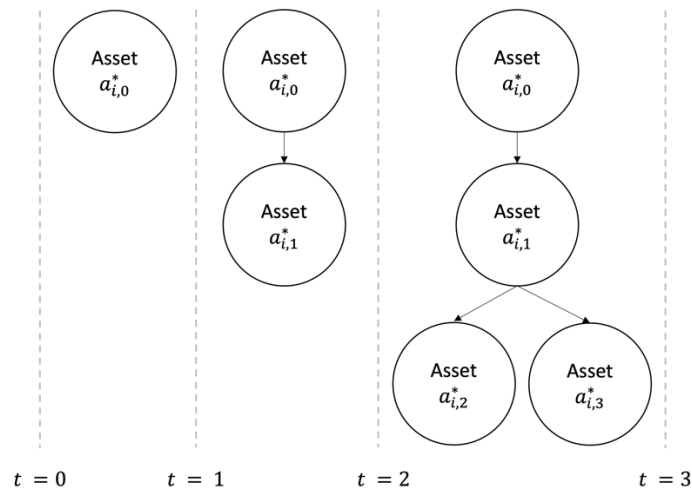 Asset
$a^*_{i,0}$
Asset
$a^*_{i,0}$
Asset
$a^*_{i,0}$
Asset
$a^*_{i,1}$
Asset
$a^*_{i,1}$
Asset
$a^*_{i,2}$
Asset
$a^*_{i,3}$
t = 0
t = 1
t = 2
t = 3